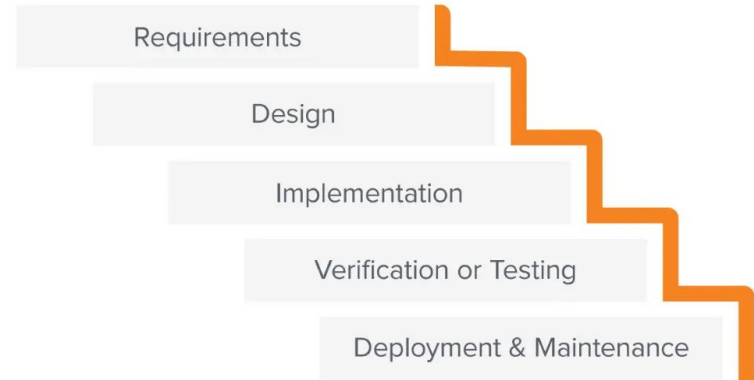 Requirements
Design
Implementation
Verification or Testing
Deployment & Maintenance